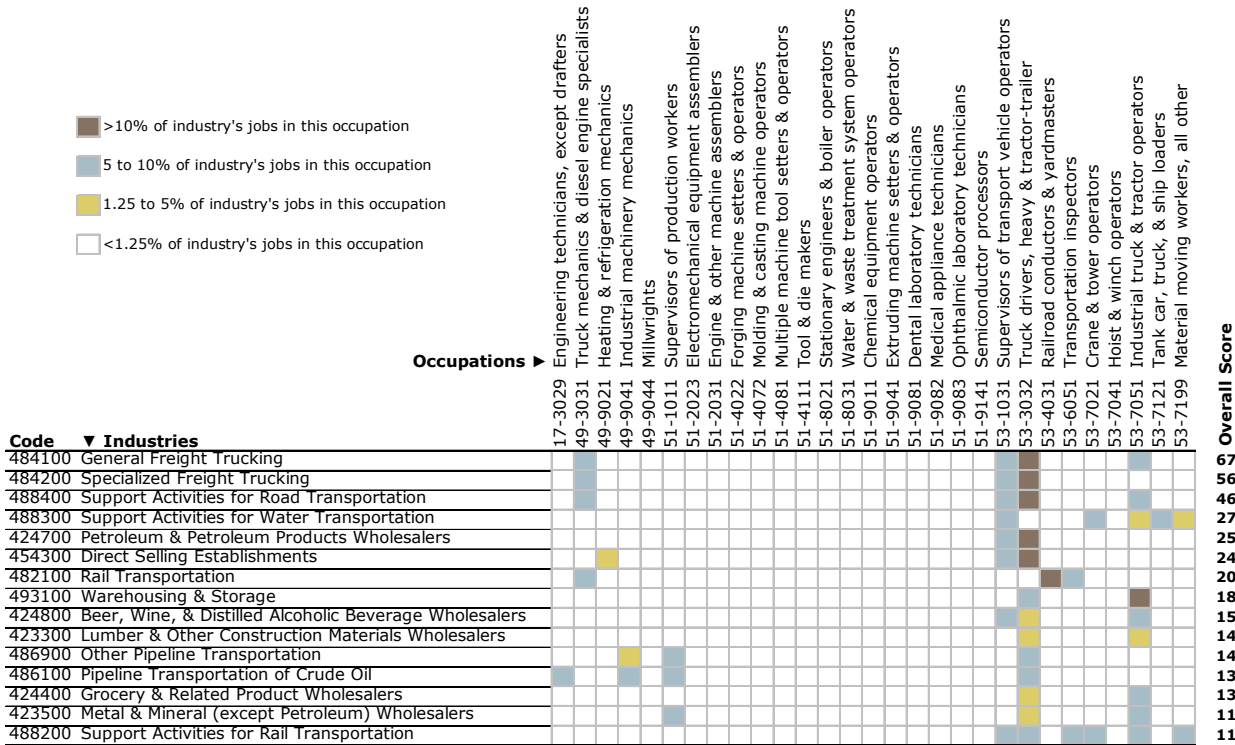 >10% of industry's jobs in this occupation
5 to 10% of industry's jobs in this occupation
1.25 to 5% of industry's jobs in this occupation
<1.25% of industry's jobs in this occupation
Occupations ►
17-3029 Engineering technicians, except drafters
49-3031 Truck mechanics & diesel engine specialists
49-9021 Heating & refrigeration mechanics
49-9041 Industrial machinery mechanics
49-9044 Millwrights
51-1011 Supervisors of production workers
51-2023 Electromechanical equipment assemblers
51-2031 Engine & other machine assemblers
51-4022 Forging machine setters & operators
51-4072 Molding & casting machine operators
51-4081 Multiple machine tool setters & operators
51-4111 Tool & die makers
51-8021 Stationary engineers & boiler operators
51-8031 Water & waste treatment system operators
51-9011 Chemical equipment operators
51-9041 Extruding machine setters & operators
51-9081 Dental laboratory technicians
51-9082 Medical appliance technicians
51-9083 Ophthalmic laboratory technicians
51-9141 Semiconductor processors
53-1031 Supervisors of transport vehicle operators
53-3032 Truck drivers, heavy & tractor-trailer
53-4031 Railroad conductors & yardmasters
53-6051 Transportation inspectors
53-7021 Crane & tower operators
53-7041 Hoist & winch operators
53-7051 Industrial truck & tractor operators
53-7121 Tank car, truck, & ship loaders
53-7199 Material moving workers, all other
Overall Score
Code ▼ Industries
484100 General Freight Trucking 67
484200 Specialized Freight Trucking 56
488400 Support Activities for Road Transportation 46
488300 Support Activities for Water Transportation 27
424700 Petroleum & Petroleum Products Wholesalers 25
454300 Direct Selling Establishments 24
482100 Rail Transportation 20
493100 Warehousing & Storage 18
424800 Beer, Wine, & Distilled Alcoholic Beverage Wholesalers 15
423300 Lumber & Other Construction Materials Wholesalers 14
486900 Other Pipeline Transportation 14
486100 Pipeline Transportation of Crude Oil 13
424400 Grocery & Related Product Wholesalers 13
423500 Metal & Mineral (except Petroleum) Wholesalers 11
488200 Support Activities for Rail Transportation 11